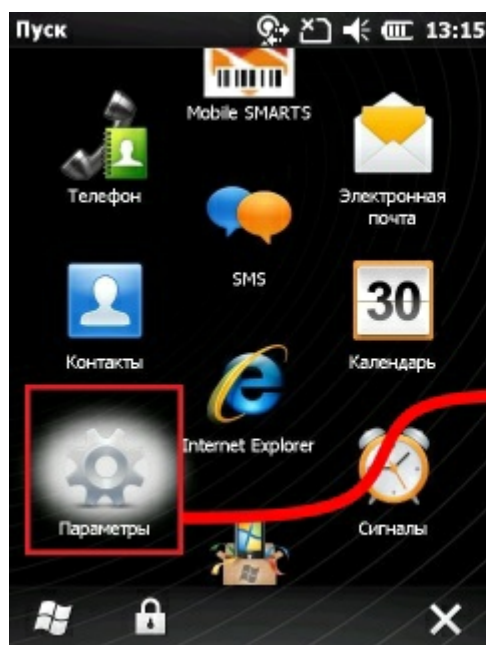 Пуск 13:15
Mobile SMARTS
Телефон
Электронная
почта
SMS
Контакты
30
Календарь
Internet Explorer
Параметры
Сигналы